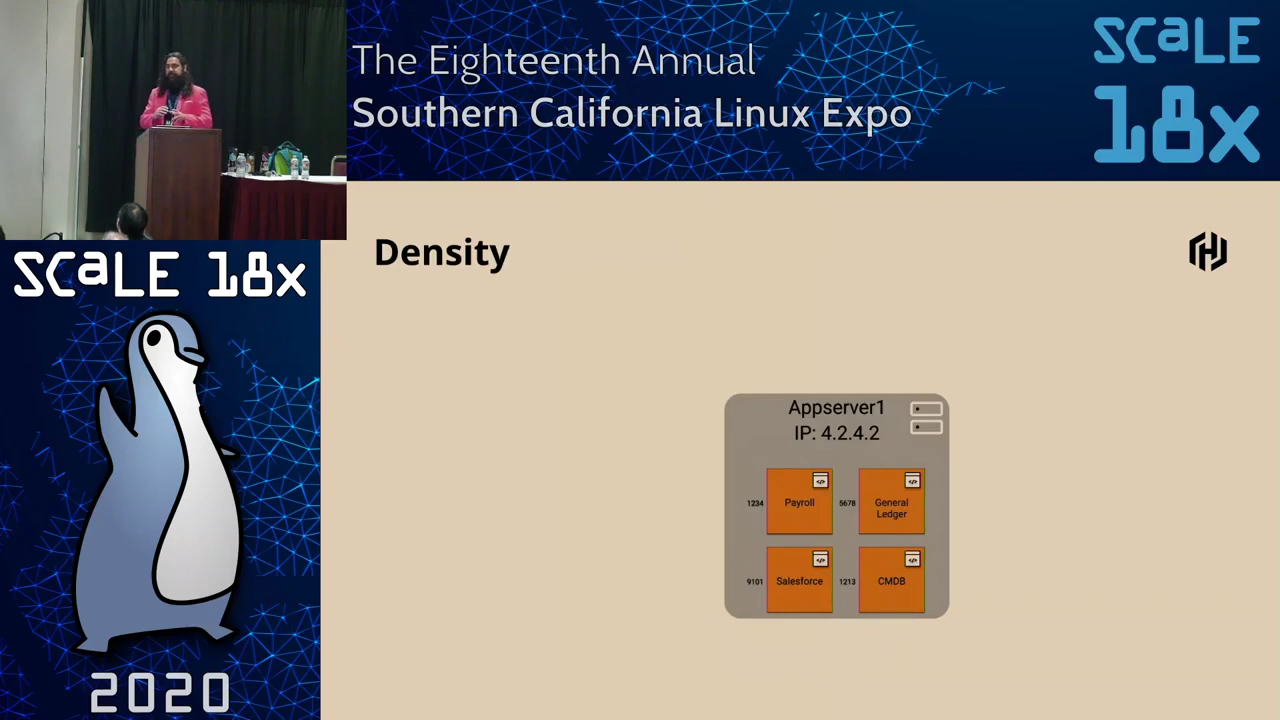 The Eighteenth Annual
Southern California Linux Expo
SCaLE
18x
SCaLE 18x
2020
Density
Appserver1
IP: 4.2.4.2
1234
Payroll
5678
General
Ledger
9101
Salesforce
1213
CMDB